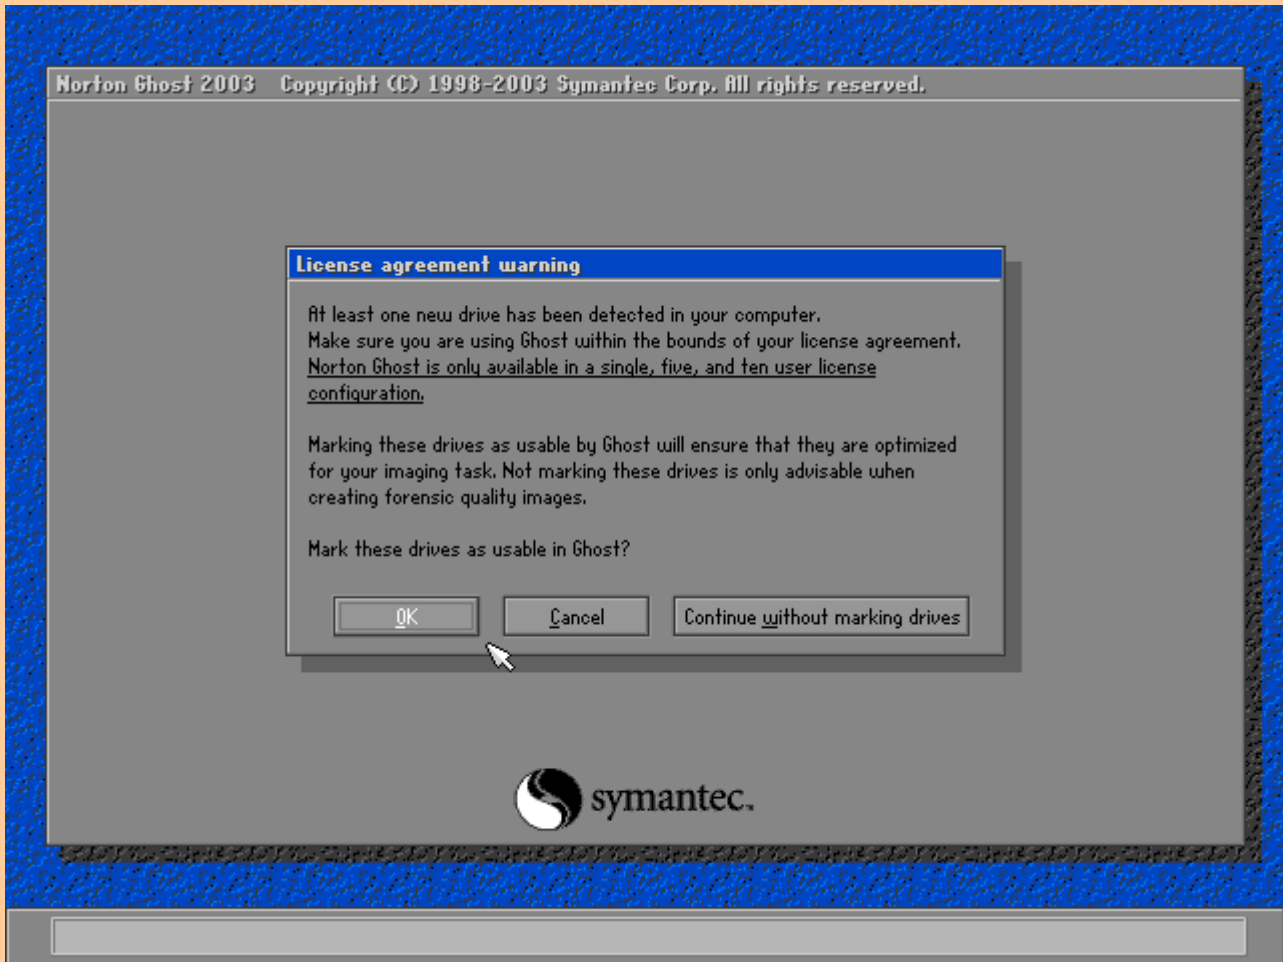 Norton Ghost 2003   Copyright (C) 1998-2003 Symantec Corp. All rights reserved.
License agreement warning
At least one new drive has been detected in your computer.
Make sure you are using Ghost within the bounds of your license agreement.
Norton Ghost is only available in a single, five, and ten user license
configuration.
Marking these drives as usable by Ghost will ensure that they are optimized
for your imaging task. Not marking these drives is only advisable when
creating forensic quality images.
Mark these drives as usable in Ghost?
OK Cancel Continue without marking drives
symantec.